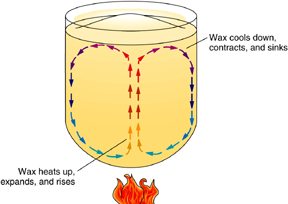 Wax cools down,
contracts, and sinks
Wax heats up,
expands, and rises